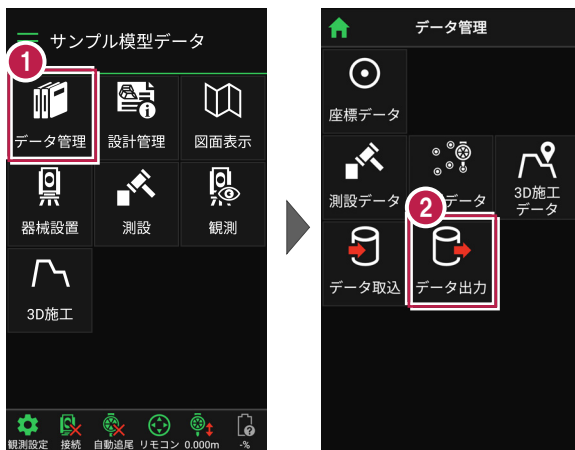 サンプル模型データ
1
データ管理
設計管理
図面表示
器械設置
測設
観測
3D施工
観測設定
接続
自動追尾
リモコン
0.000m
-%
データ管理
座標データ
測設データ
2
データ
3D施工
データ
データ取込
データ出力